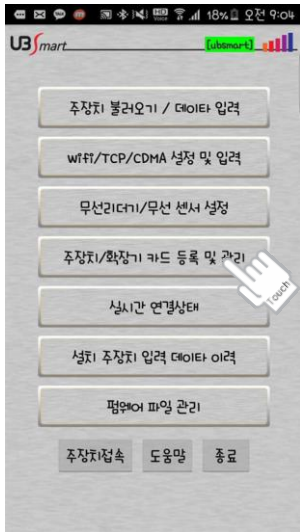 18% 오전 9:04
U3Smart [ubsmart]
주장치 불러오기 / 데이타 입력
wifi/TCP/CDMA 설정 및 입력
무선리더기/무선 센서 설정
주장치/확장기 카드 등록 및 관리
Touch
실시간 연결상태
설치 주장치 입력 데이타 이력
펌웨어 파일 관리
주장치접속 도움말 종료